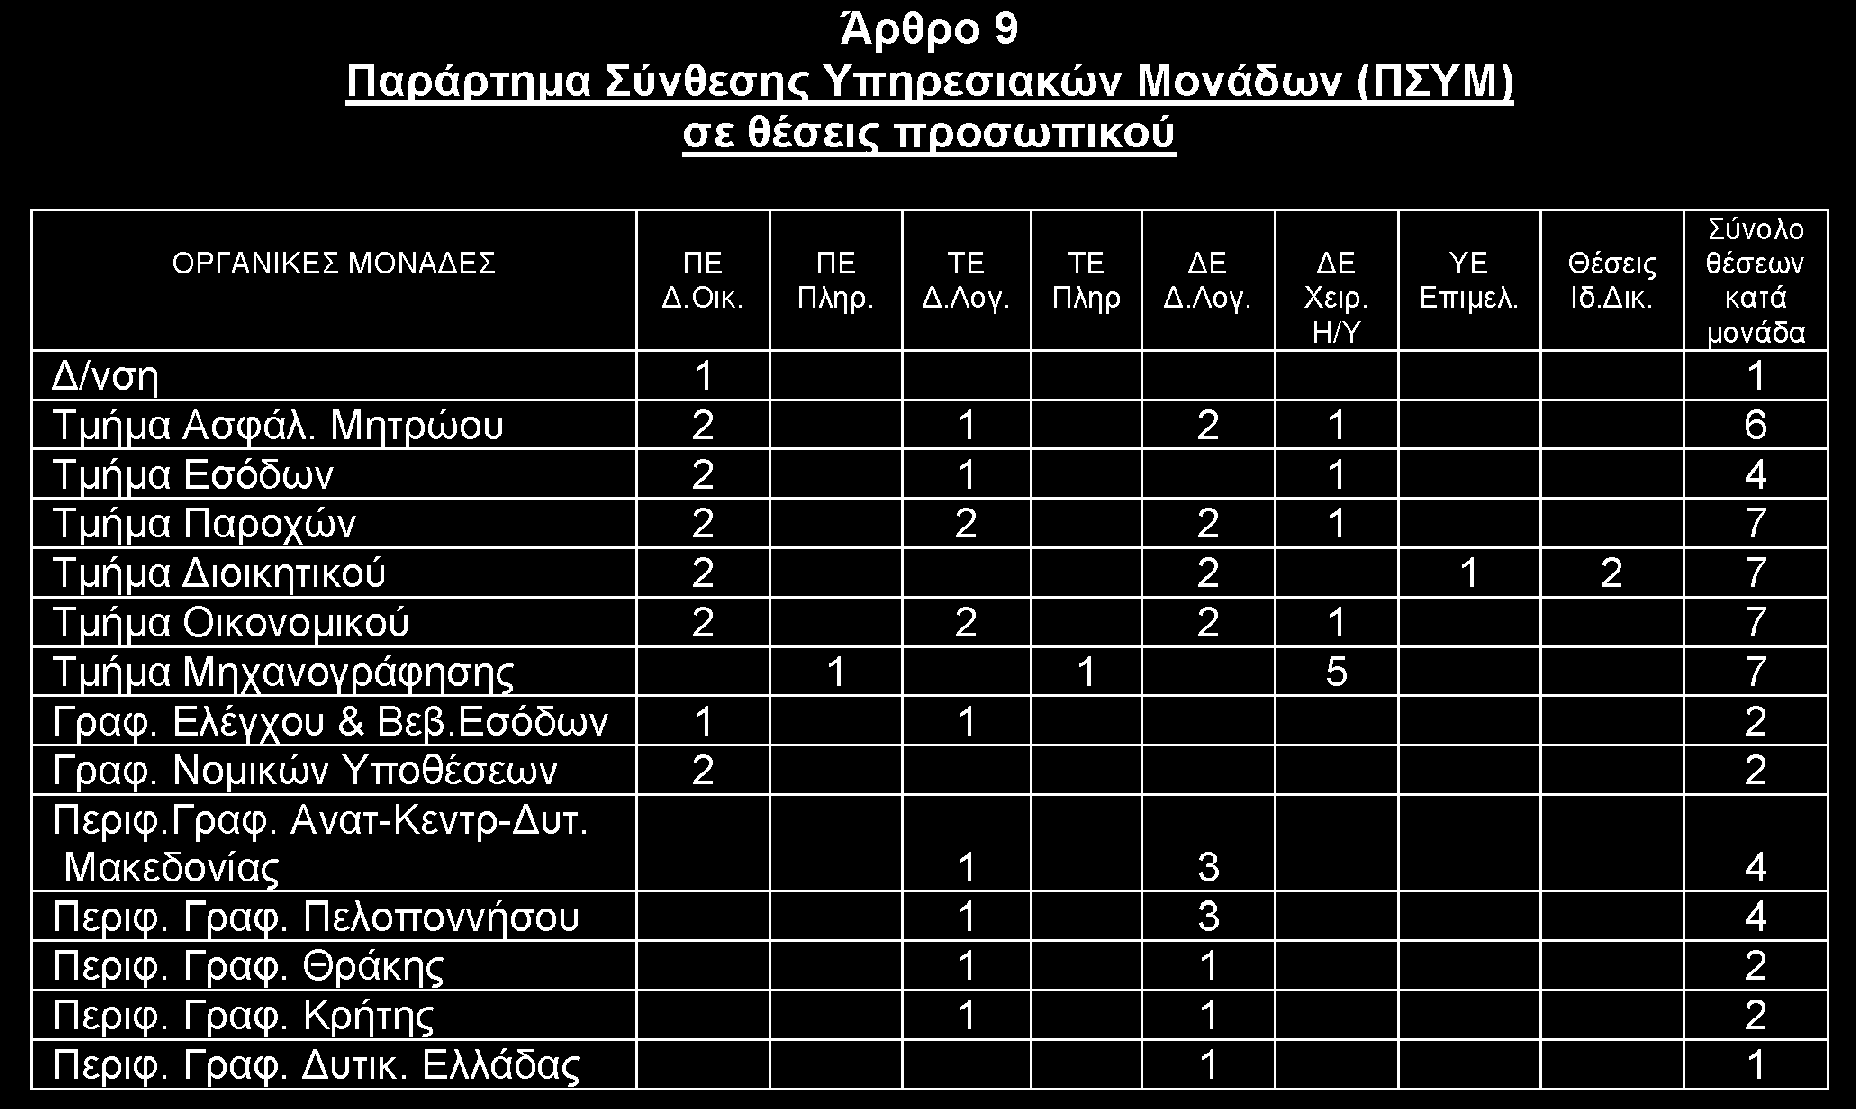 Άρθρο 9
Παράρτημα Σύνθεσης Υπηρεσιακών Μονάδων (ΠΣΥΜ)
σε θέσεις προσωπικού
ΟΡΓΑΝΙΚΕΣ ΜΟΝΑΔΕΣ ΠΕ Δ.Οικ. ΠΕ Πληρ. ΤΕ Δ.Λογ. ΤΕ Πληρ ΔΕ Δ.Λογ. ΔΕ Χειρ. Η/Υ ΥΕ Επιμελ. Θέσεις Ιδ.Δικ. Σύνολο θέσεων κατά μονάδα
Δ/νση 1 1
Τμήμα Ασφάλ. Μητρώου 2 1 2 1 6
Τμήμα Εσόδων 2 1 1 4
Τμήμα Παροχών 2 2 2 1 7
Τμήμα Διοικητικού 2 2 1 2 7
Τμήμα Οικονομικού 2 2 2 1 7
Τμήμα Μηχανογράφησης 1 1 5 7
Γραφ. Ελέγχου & Βεβ.Εσόδων 1 1 2
Γραφ. Νομικών Υποθέσεων 2 2
Περιφ.Γραφ. Ανατ-Κεντρ-Δυτ.
Μακεδονίας 1 3 4
Περιφ. Γραφ. Πελοποννήσου 1 3 4
Περιφ. Γραφ. Θράκης 1 1 2
Περιφ. Γραφ. Κρήτης 1 1 2
Περιφ. Γραφ. Δυτικ. Ελλάδας 1 1